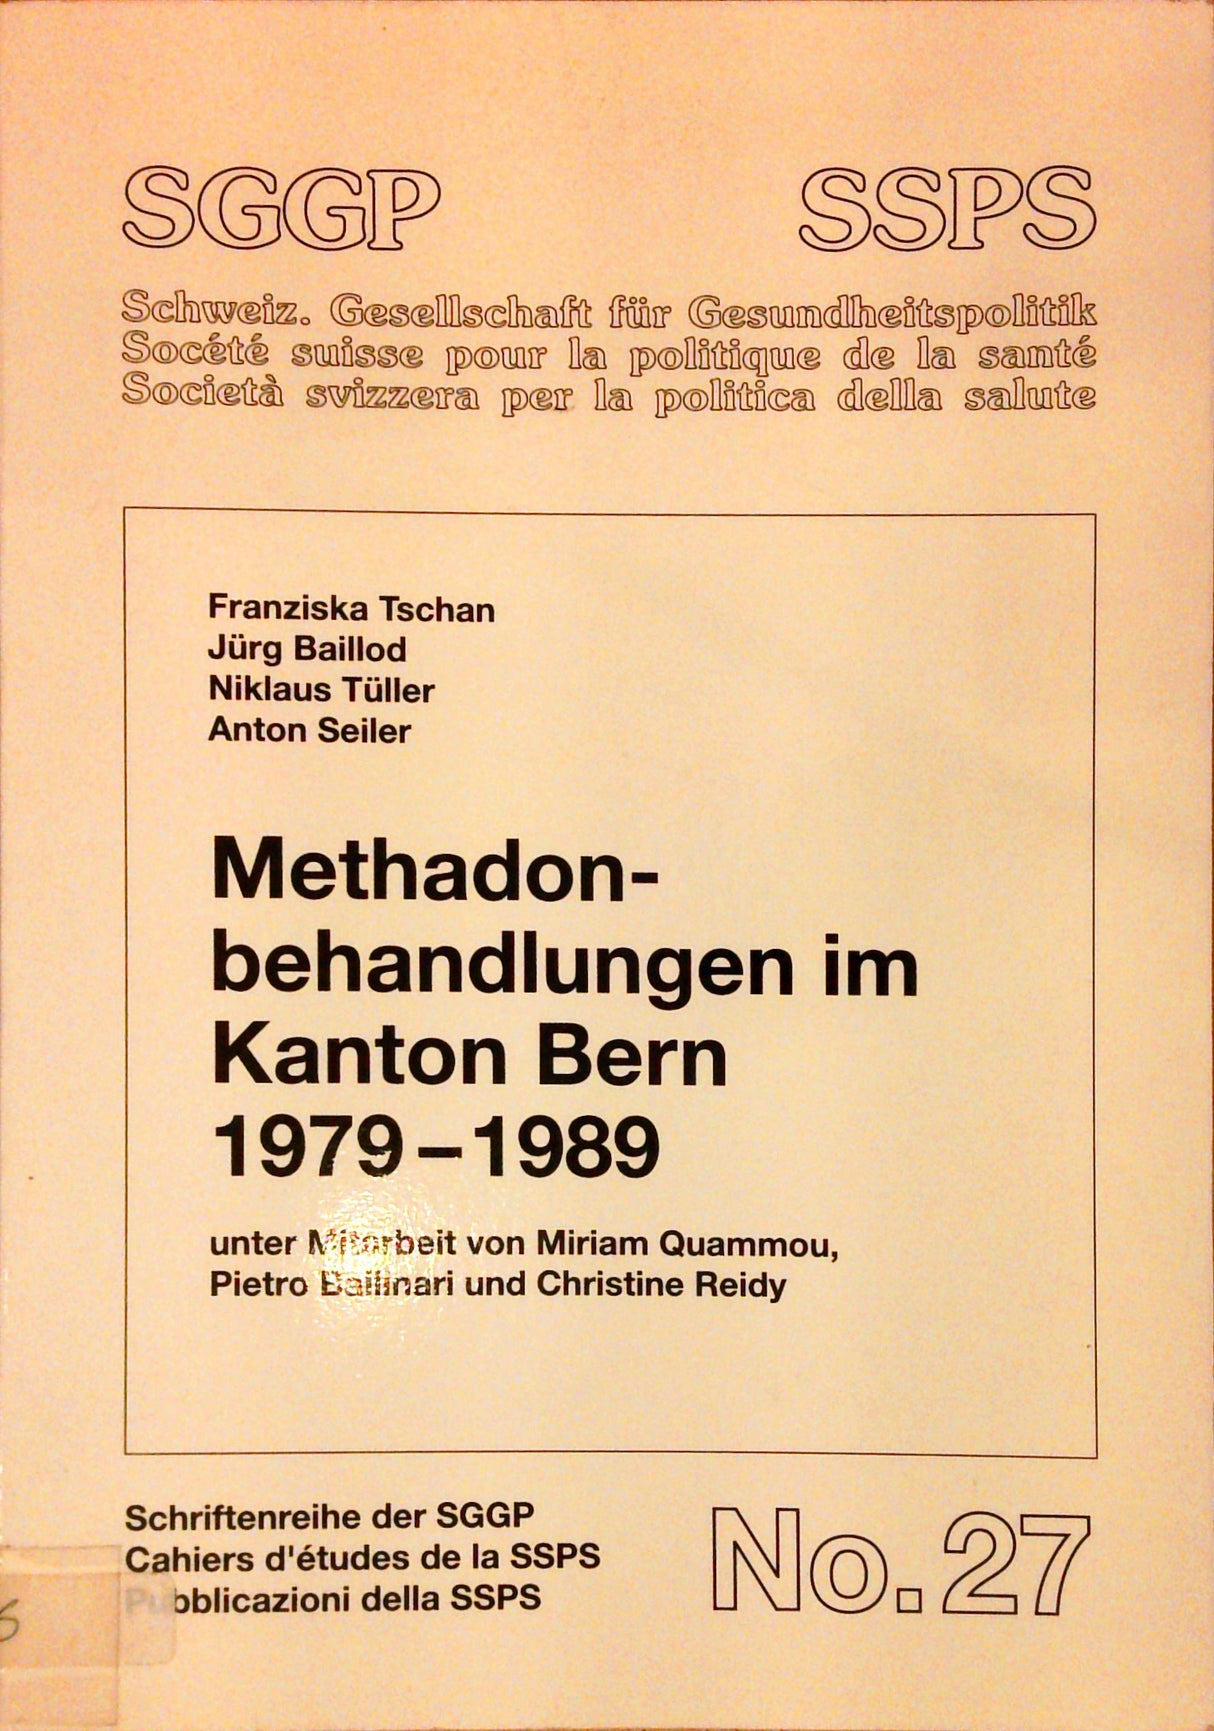 SGGP SSPS
Schweiz. Gesellschaft für Gesundheitspolitik
Socété suisse pour la politique de la santé
Società svizzera per la politica della salute
Franziska Tschan
Jürg Baillod
Niklaus Tüller
Anton Seiler
Methadon-
behandlungen im
Kanton Bern
1979–1989
unter Mitarbeit von Miriam Quammou,
Pietro Ballinari und Christine Reidy
Schriftenreihe der SGGP
Cahiers d'études de la SSPS
Pubblicazioni della SSPS
No. 27